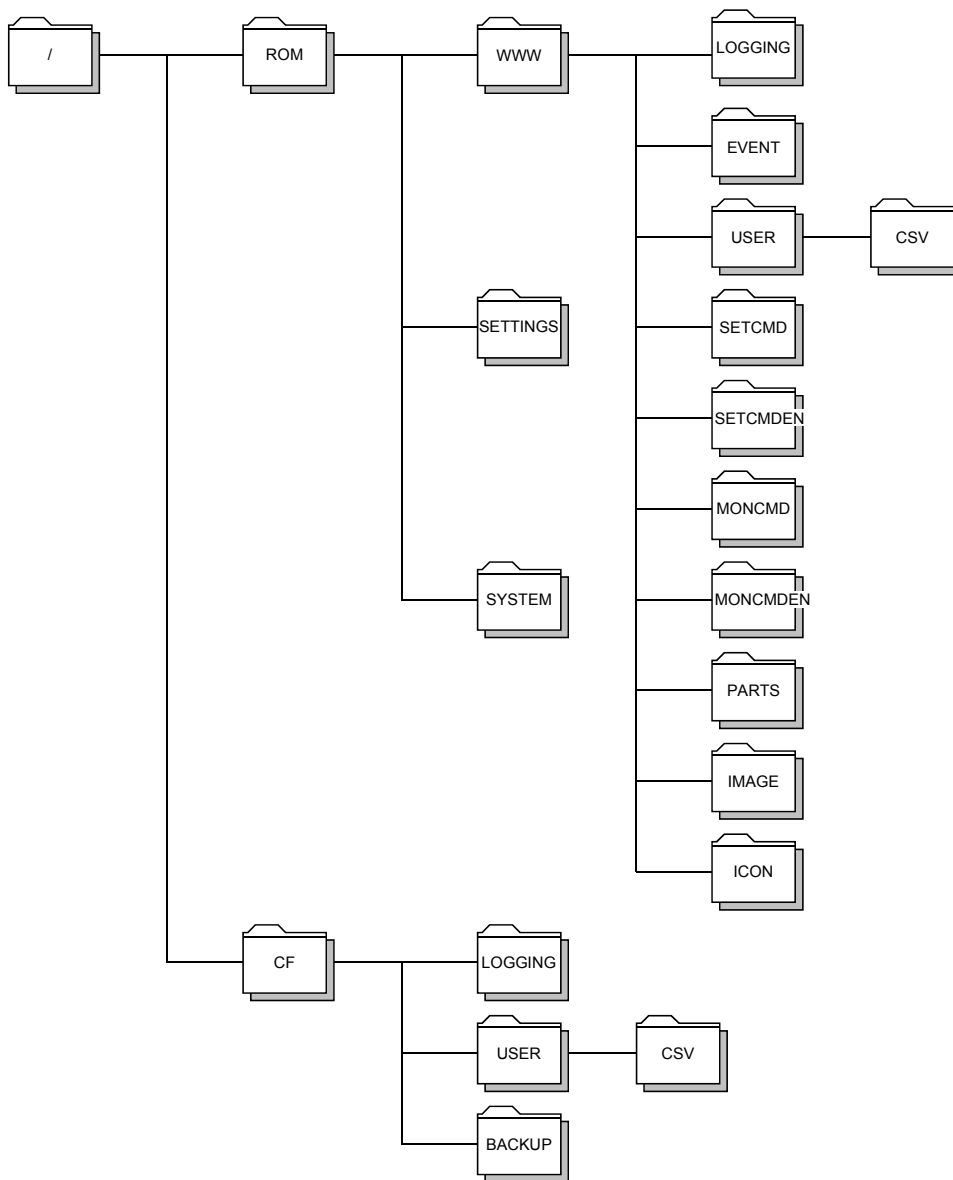 /
ROM
WWW
LOGGING
EVENT
USER
CSV
SETCMD
SETTINGS
SETCMDEN
MONCMD
SYSTEM
MONCMDEN
PARTS
IMAGE
ICON
CF
LOGGING
USER
CSV
BACKUP